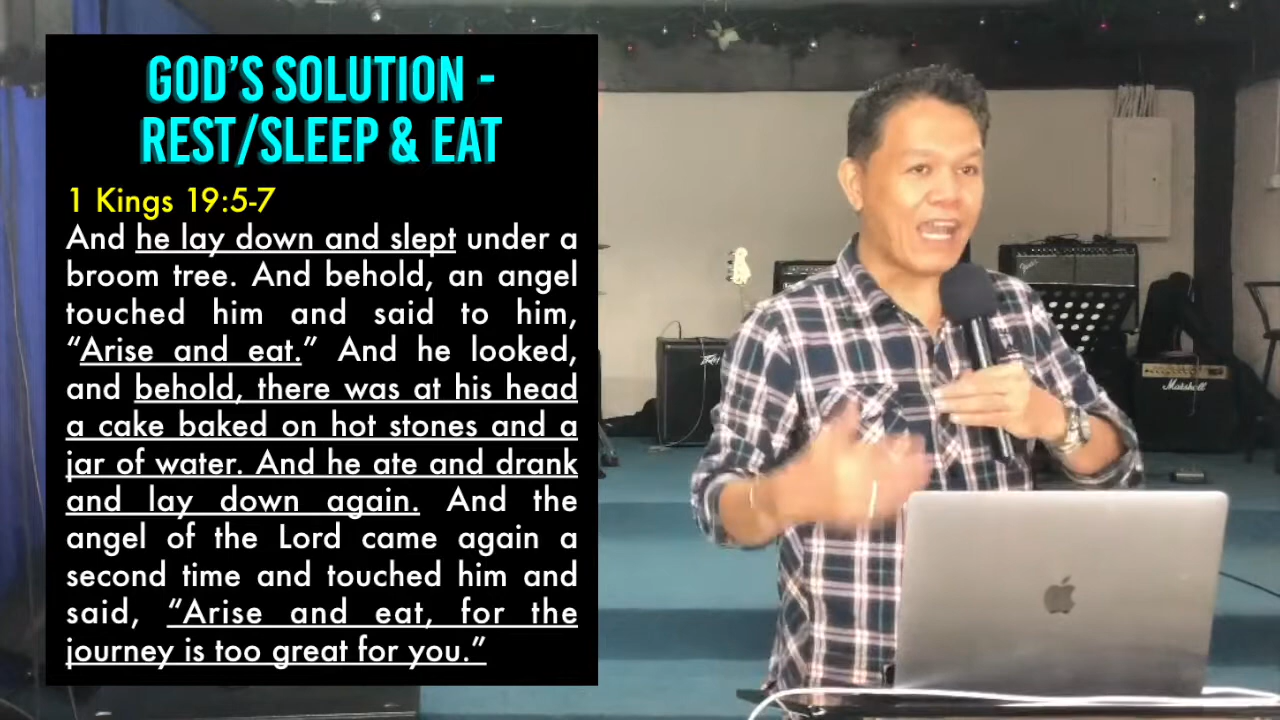 GOD’S SOLUTION -
REST/SLEEP & EAT
1 Kings 19:5-7
And he lay down and slept under a
broom tree. And behold, an angel
touched him and said to him,
“Arise and eat.” And he looked,
and behold, there was at his head
a cake baked on hot stones and a
jar of water. And he ate and drank
and lay down again. And the
angel of the Lord came again a
second time and touched him and
said, “Arise and eat, for the
journey is too great for you.”
Fender
PEAVEY
Marshall